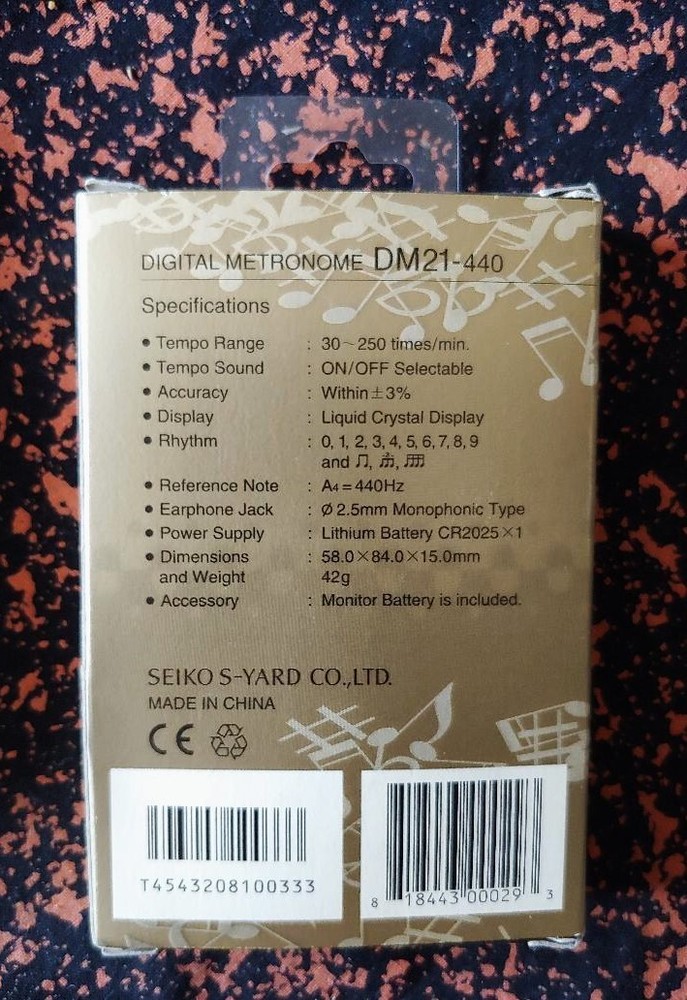 DIGITAL METRONOME DM21-440
Specifications
• Tempo Range : 30~250 times/min.
• Tempo Sound : ON/OFF Selectable
• Accuracy : Within±3%
• Display : Liquid Crystal Display
• Rhythm : 0, 1, 2, 3, 4, 5, 6, 7, 8, 9
and ♫,
• Reference Note : A4=440Hz
• Earphone Jack : Ø 2.5mm Monophonic Type
• Power Supply : Lithium Battery CR2025×1
• Dimensions : 58.0×84.0×15.0mm
and Weight 42g
• Accessory : Monitor Battery is included.
SEIKO S-YARD CO.,LTD.
MADE IN CHINA
CE
T4543208100333
8 18443 00029 3